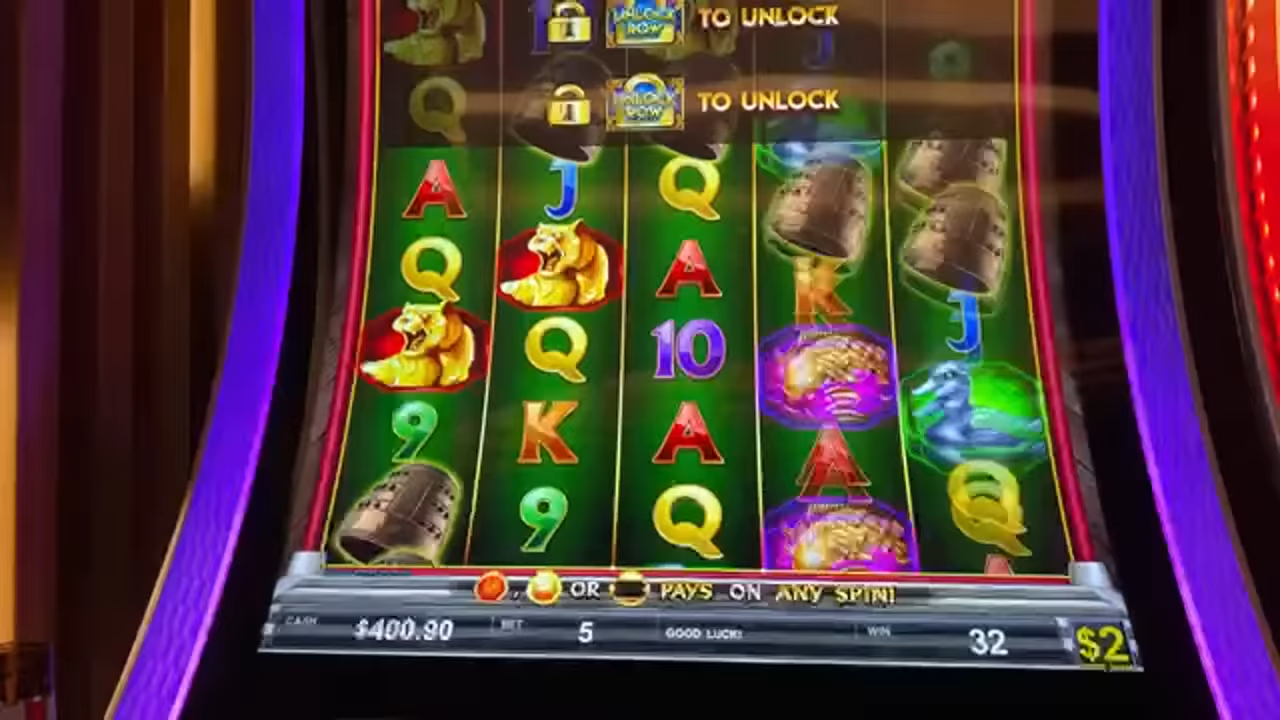 UNLOCK ROW TO UNLOCK
J
Q UNLOCK ROW TO UNLOCK
A J Q
Q A K
Q 10 J
9 K A A
9 Q Q
, OR PAYS ON ANY SPIN!
CASH $400.90 BET 5 GOOD LUCK! WIN 32 $2